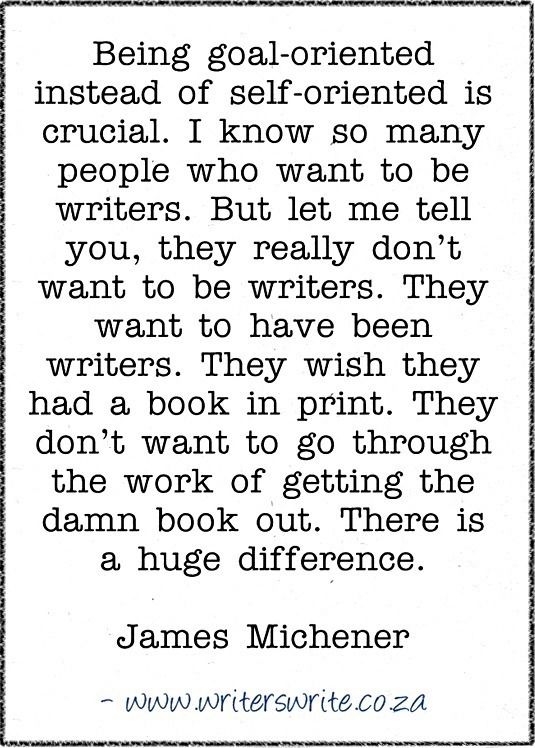 Being goal-oriented
instead of self-oriented is
crucial. I know so many
people who want to be
writers. But let me tell
you, they really don’t
want to be writers. They
want to have been
writers. They wish they
had a book in print. They
don’t want to go through
the work of getting the
damn book out. There is
a huge difference.
James Michener
- www.writerswrite.co.za